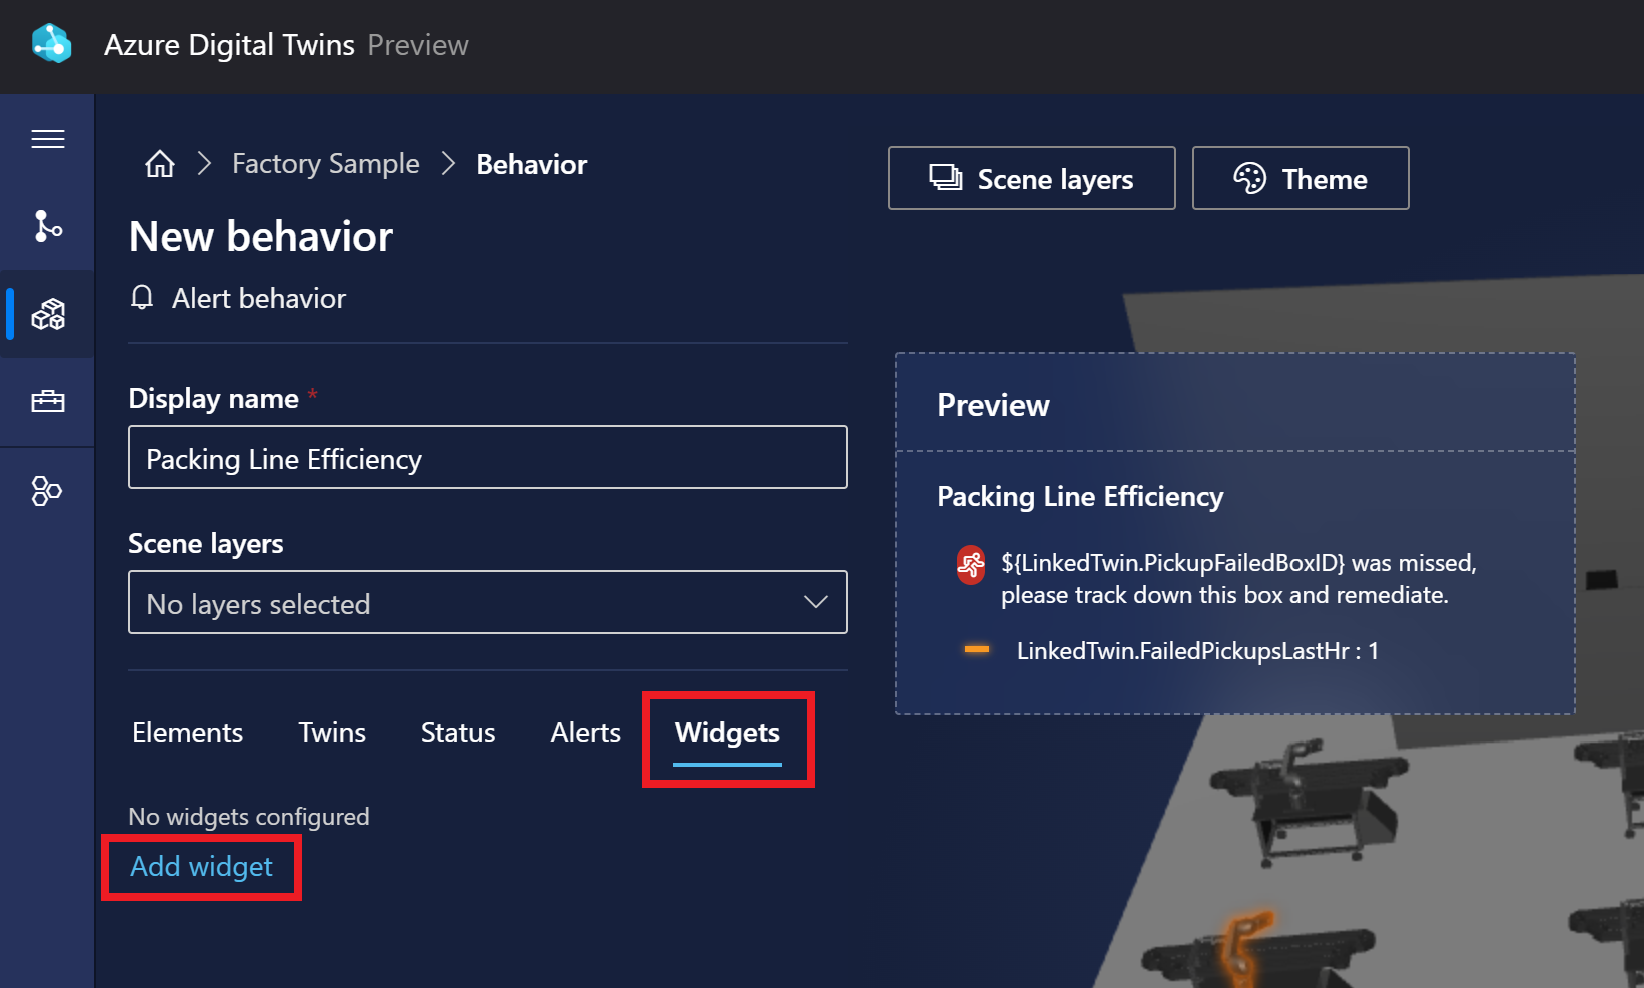 Azure Digital Twins Preview
Factory Sample Behavior
Scene layers
Theme
New behavior
Alert behavior
Display name *
Packing Line Efficiency
Scene layers
No layers selected
Elements Twins Status Alerts Widgets
No widgets configured
Add widget
Preview
Packing Line Efficiency
${LinkedTwin.PickupFailedBoxID} was missed,
please track down this box and remediate.
LinkedTwin.FailedPickupsLastHr : 1